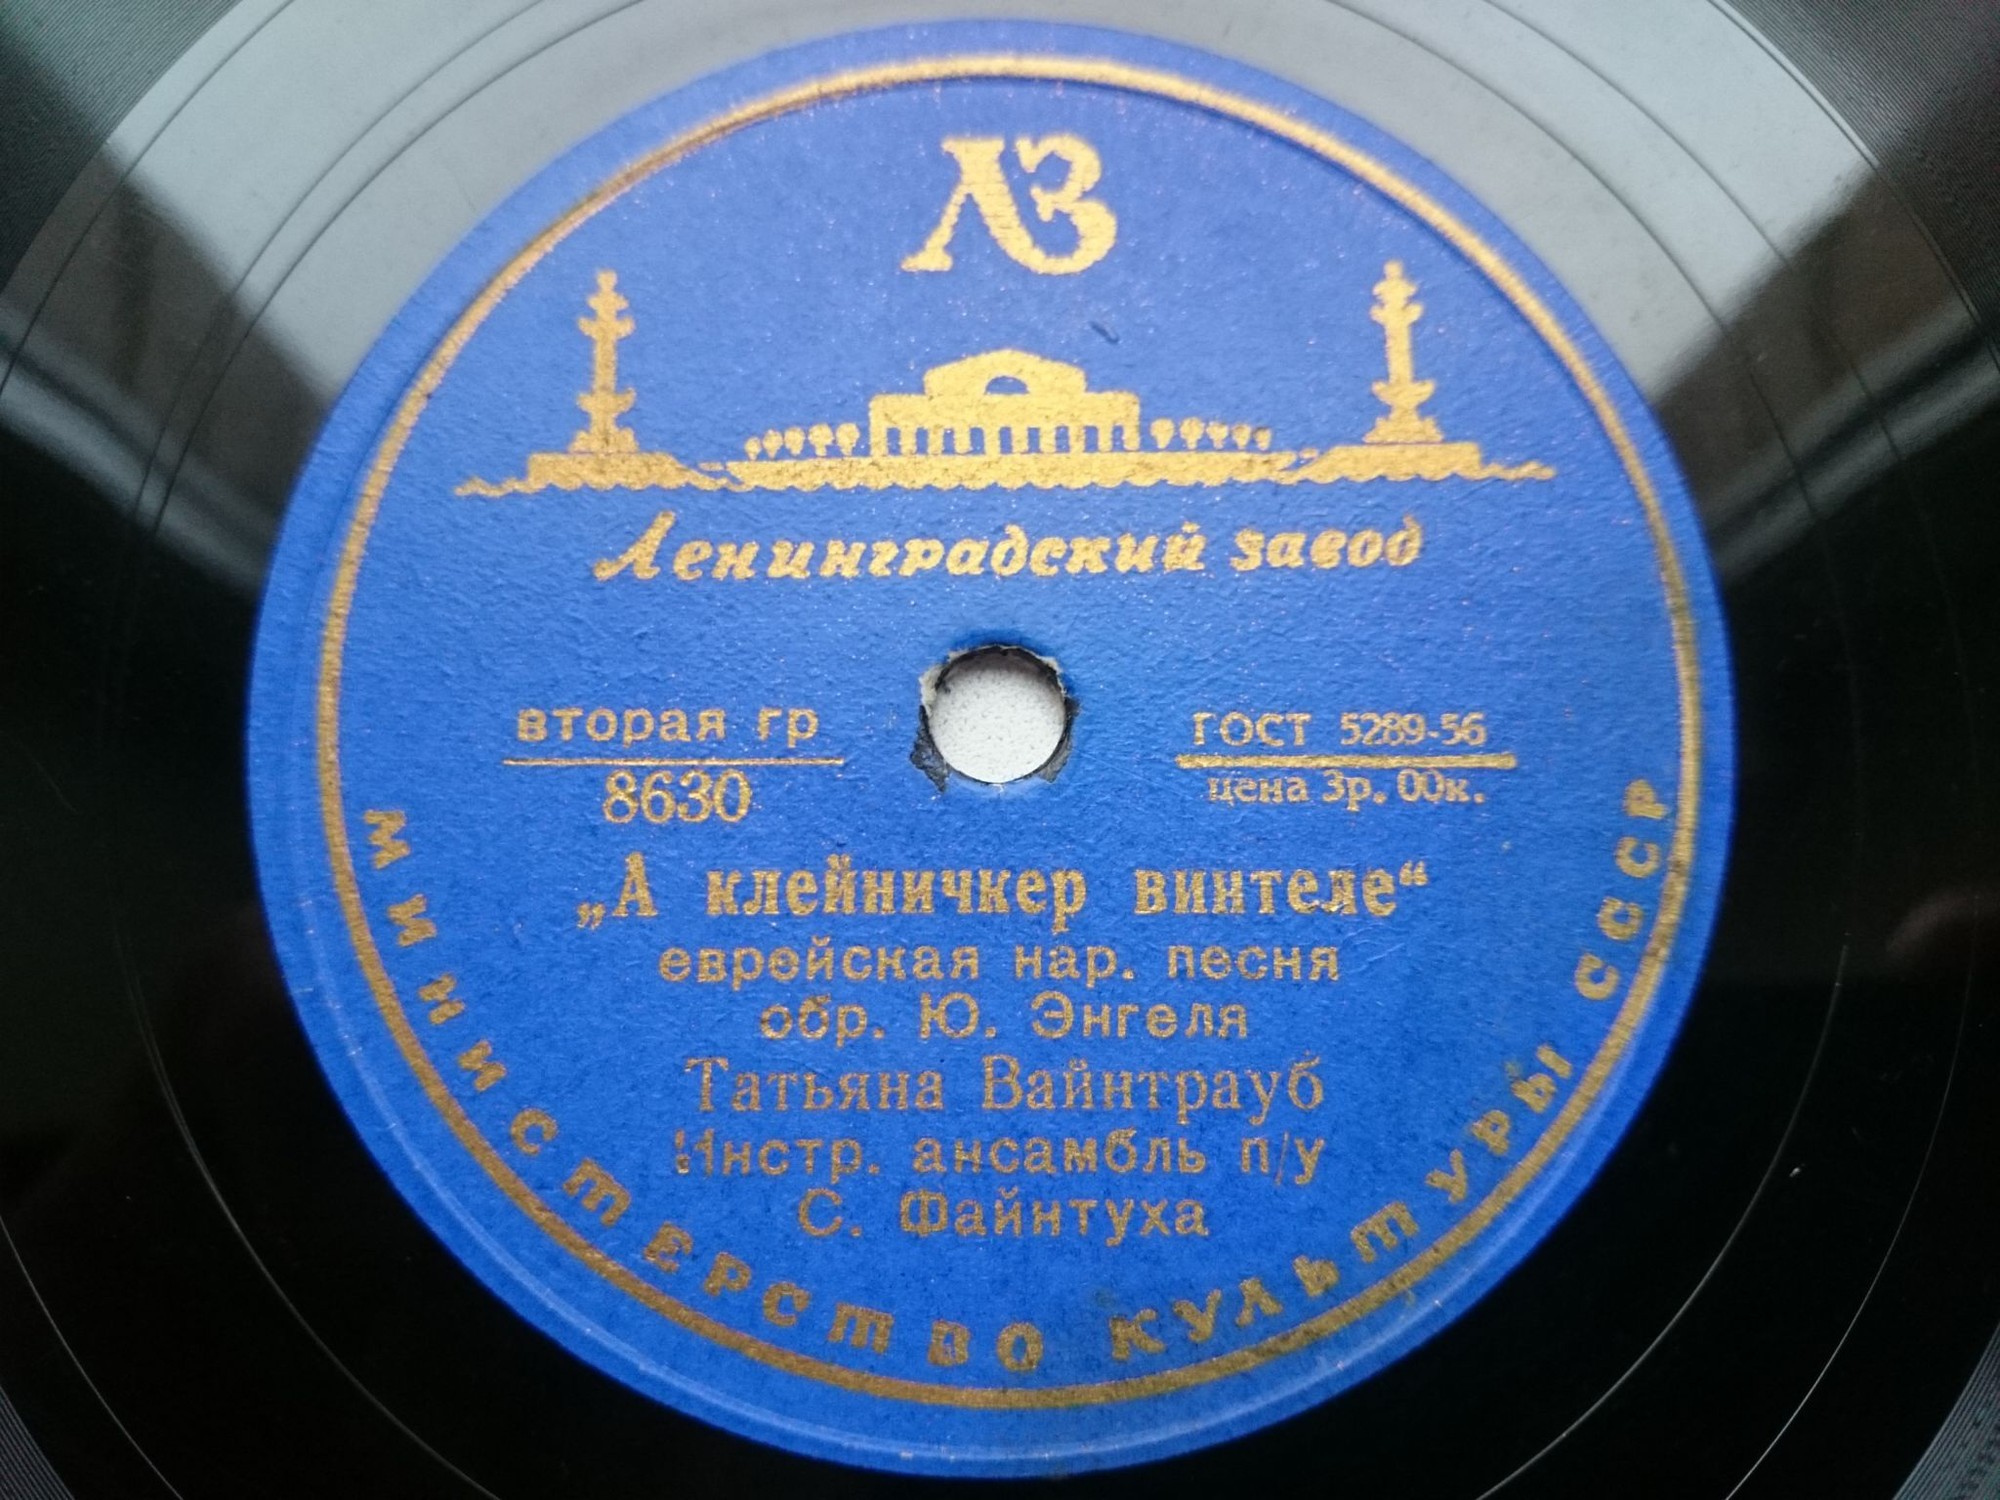 ЛЗ
Ленинградский завод
вторая гр
8630
ГОСТ 5289-56
цена 3р. 00к.
„А клейничкер винтеле“
еврейская нар. песня
обр. Ю. Энгеля
Татьяна Вайнтрауб
Инстр. ансамбль п/у
С. Файнтуха
МИНИСТЕРСТВО КУЛЬТУРЫ СССР